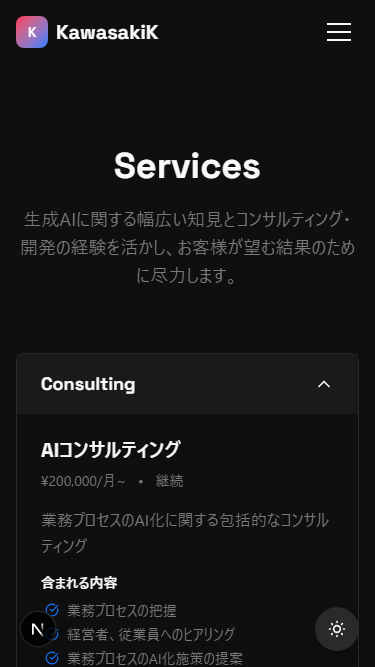 K KawasakiK
Services
生成AIに関する幅広い知見とコンサルティング・
開発の経験を活かし、お客様が望む結果のため
に尽力します。
Consulting
AIコンサルティング
¥200,000/月~ • 継続
業務プロセスのAI化に関する包括的なコンサル
ティング
含まれる内容
業務プロセスの把握
N 経営者、従業員へのヒアリング
業務プロセスのAI化施策の提案